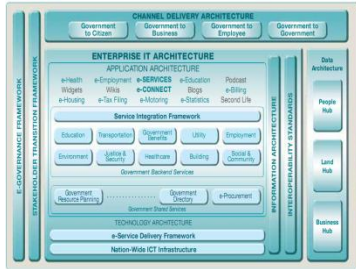 CHANNEL DELIVERY ARCHITECTURE
Government to Citizen
Government to Business
Government to Employee
Government to Government
E-GOVERNANCE FRAMEWORK
STAKEHOLDER TRANSITION FRAMEWORK
ENTERPRISE IT ARCHITECTURE
APPLICATION ARCHITECTURE
e-Health e-Employment e-SERVICES e-Education Podcast
Widgets Wikis e-CONNECT Blogs e-Billing
e-Housing e-Tax Filing e-Motoring e-Statistics Second Life
Service Integration Framework
Education Transportation Government Benefits Utility Employment
Environment Justice & Security Healthcare Building Social & Community
Government Backend Services
Government Resource Planning
Government Directory
e-Procurement
Government Shared Services
TECHNOLOGY ARCHITECTURE
e-Service Delivery Framework
Nation-Wide ICT Infrastructure
INFORMATION ARCHITECTURE
INTEROPERABILITY STANDARDS
Data Architecture
People Hub
Land Hub
Business Hub